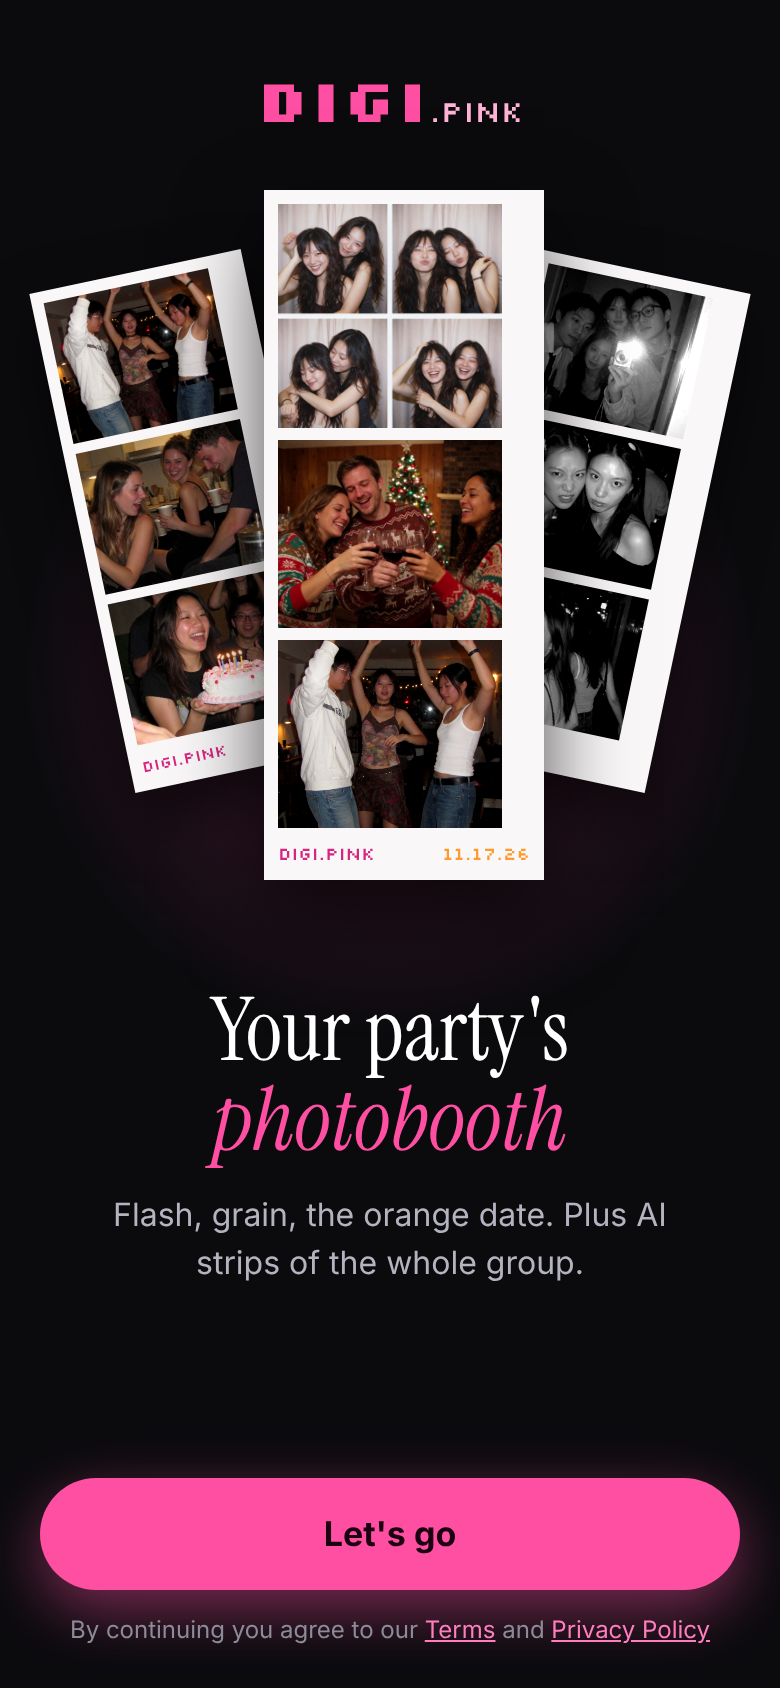 DIGI.PINK
DIGI.PINK
DIGI.PINK 11.17.26
Your party's
photobooth
Flash, grain, the orange date. Plus AI
strips of the whole group.
Let's go
By continuing you agree to our Terms and Privacy Policy